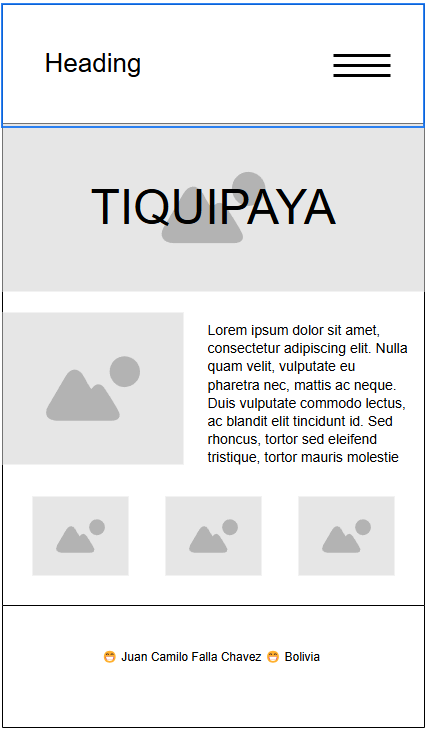 Heading
TIQUIPAYA
Lorem ipsum dolor sit amet,
consectetur adipiscing elit. Nulla
quam velit, vulputate eu
pharetra nec, mattis ac neque.
Duis vulputate commodo lectus,
ac blandit elit tincidunt id. Sed
rhoncus, tortor sed eleifend
tristique, tortor mauris molestie
😁 Juan Camilo Falla Chavez 😁 Bolivia